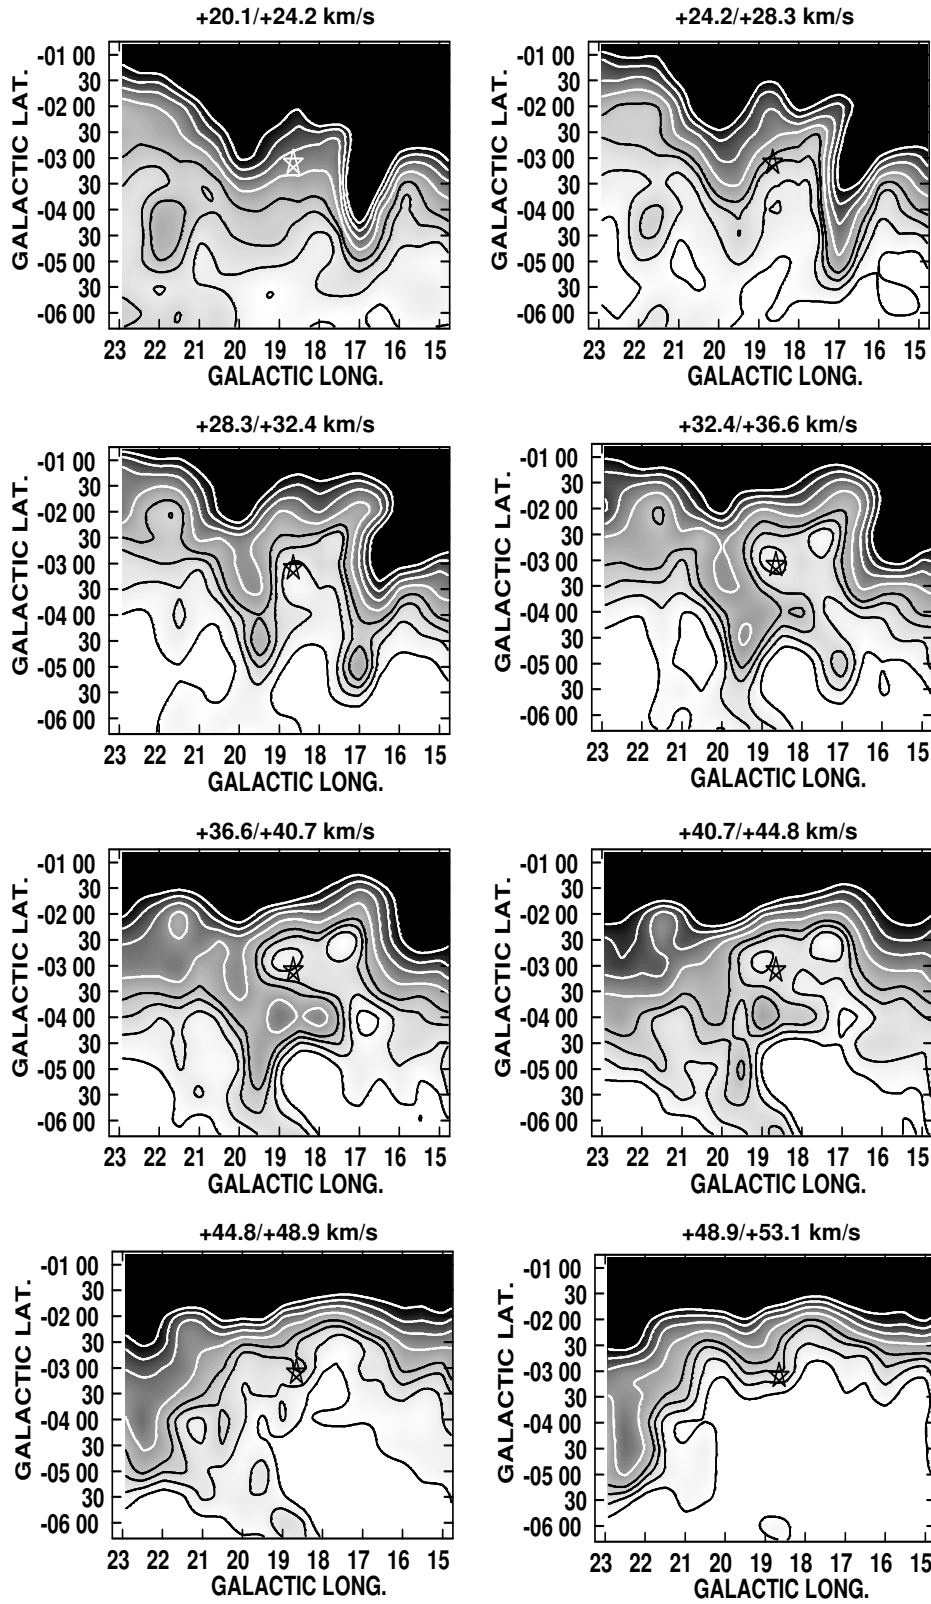 +20.1/+24.2 km/s
GALACTIC LAT.
-01 00
30
-02 00
30
-03 00
30
-04 00
30
-05 00
30
-06 00
23 22 21 20 19 18 17 16 15
GALACTIC LONG.
+24.2/+28.3 km/s
GALACTIC LAT.
-01 00
30
-02 00
30
-03 00
30
-04 00
30
-05 00
30
-06 00
23 22 21 20 19 18 17 16 15
GALACTIC LONG.
+28.3/+32.4 km/s
GALACTIC LAT.
-01 00
30
-02 00
30
-03 00
30
-04 00
30
-05 00
30
-06 00
23 22 21 20 19 18 17 16 15
GALACTIC LONG.
+32.4/+36.6 km/s
GALACTIC LAT.
-01 00
30
-02 00
30
-03 00
30
-04 00
30
-05 00
30
-06 00
23 22 21 20 19 18 17 16 15
GALACTIC LONG.
+36.6/+40.7 km/s
GALACTIC LAT.
-01 00
30
-02 00
30
-03 00
30
-04 00
30
-05 00
30
-06 00
23 22 21 20 19 18 17 16 15
GALACTIC LONG.
+40.7/+44.8 km/s
GALACTIC LAT.
-01 00
30
-02 00
30
-03 00
30
-04 00
30
-05 00
30
-06 00
23 22 21 20 19 18 17 16 15
GALACTIC LONG.
+44.8/+48.9 km/s
GALACTIC LAT.
-01 00
30
-02 00
30
-03 00
30
-04 00
30
-05 00
30
-06 00
23 22 21 20 19 18 17 16 15
GALACTIC LONG.
+48.9/+53.1 km/s
GALACTIC LAT.
-01 00
30
-02 00
30
-03 00
30
-04 00
30
-05 00
30
-06 00
23 22 21 20 19 18 17 16 15
GALACTIC LONG.